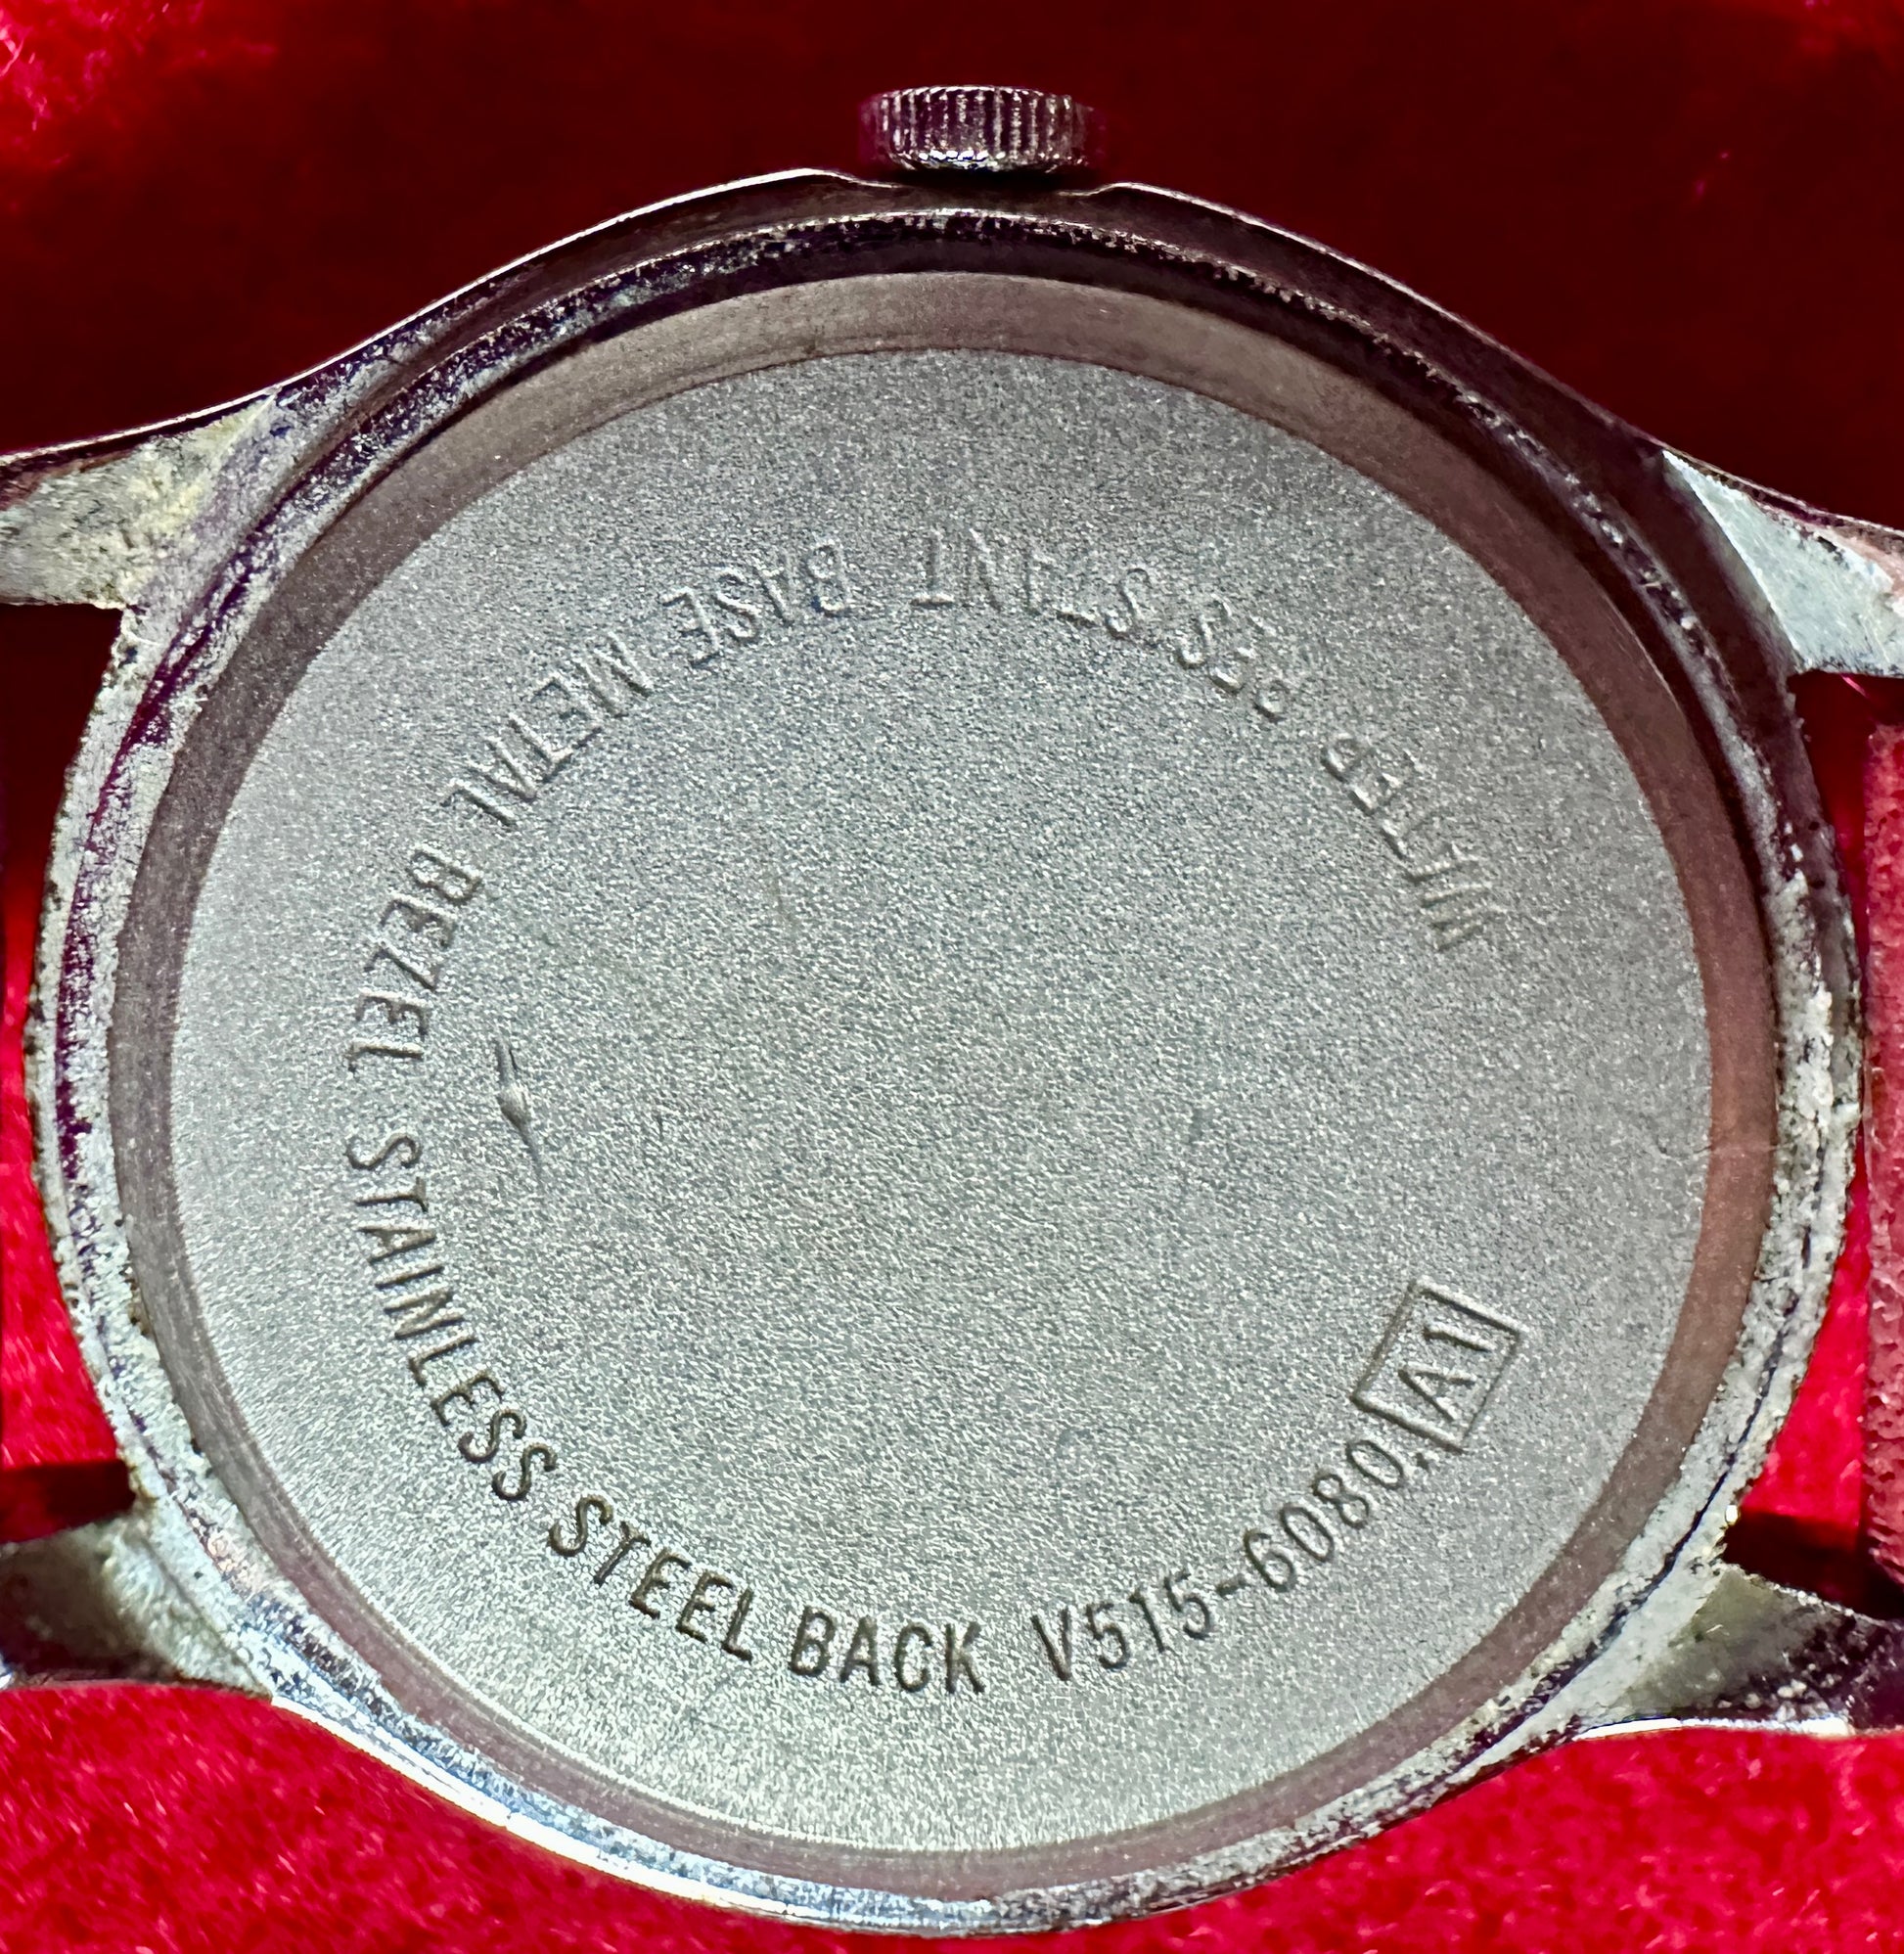 WATER RESISTANT BASE METAL BEZEL STAINLESS STEEL BACK V515-6080 A1